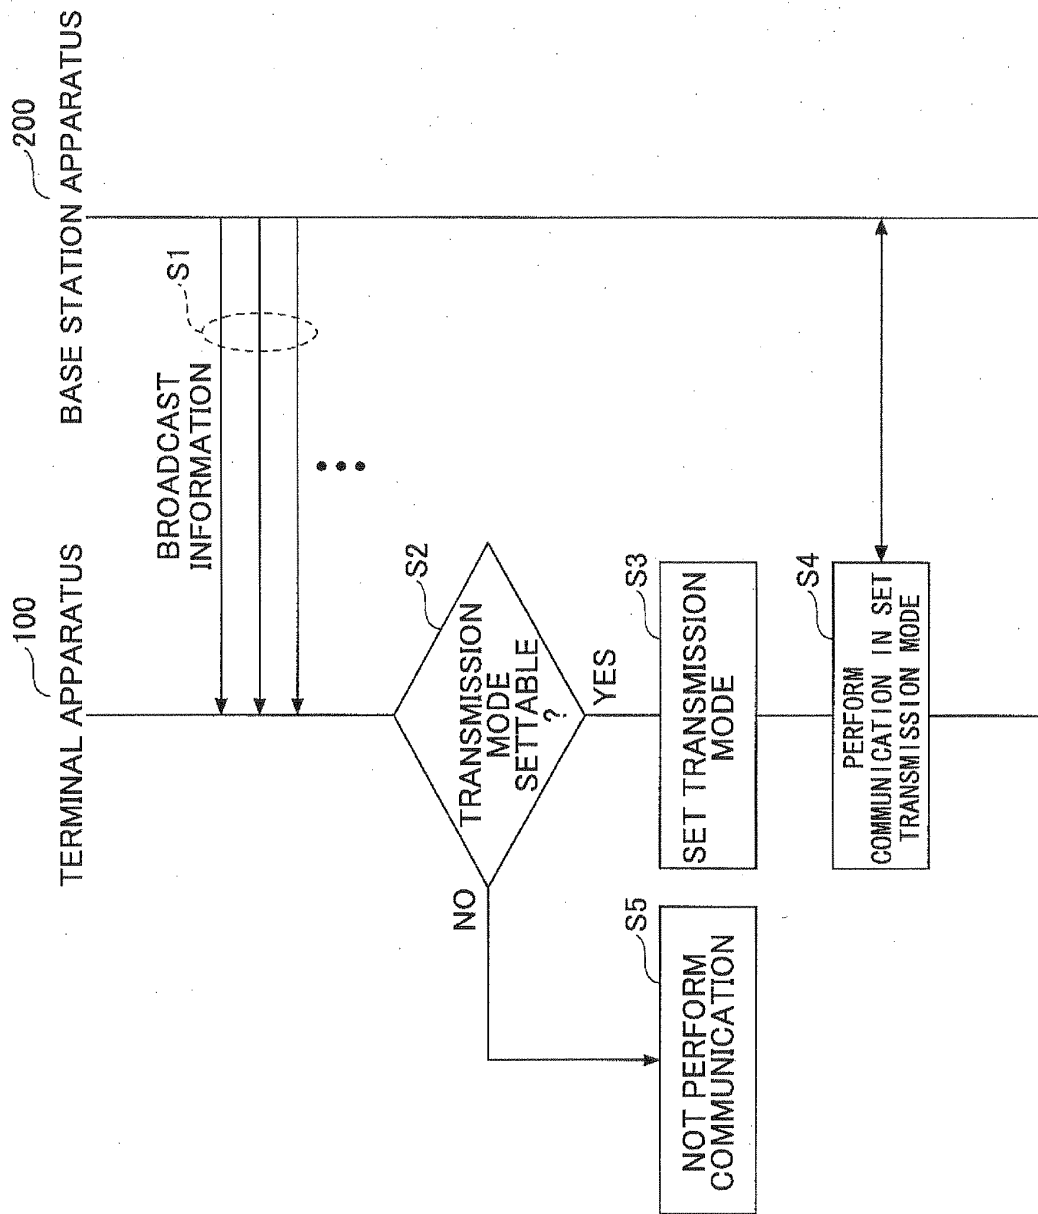 100
TERMINAL APPARATUS
200
BASE STATION APPARATUS
BROADCAST
INFORMATION
S1
S2
TRANSMISSION
MODE
SETTABLE
?
NO
YES
S3
SET TRANSMISSION
MODE
S4
PERFORM
COMMUNICATION IN SET
TRANSMISSION MODE
S5
NOT PERFORM
COMMUNICATION